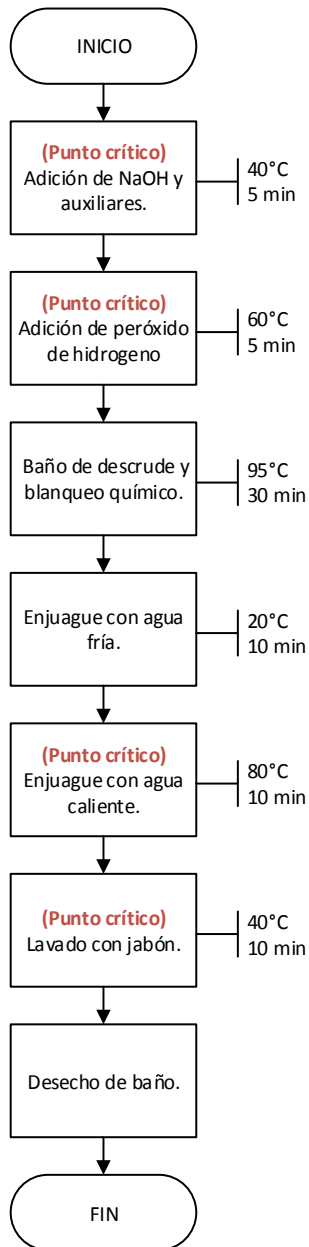 INICIO
(Punto crítico)
Adición de NaOH y
auxiliares.
40°C
5 min
(Punto crítico)
Adición de peróxido
de hidrogeno
60°C
5 min
Baño de descrude y
blanqueo químico.
95°C
30 min
Enjuague con agua
fría.
20°C
10 min
(Punto crítico)
Enjuague con agua
caliente.
80°C
10 min
(Punto crítico)
Lavado con jabón.
40°C
10 min
Desecho de baño.
FIN